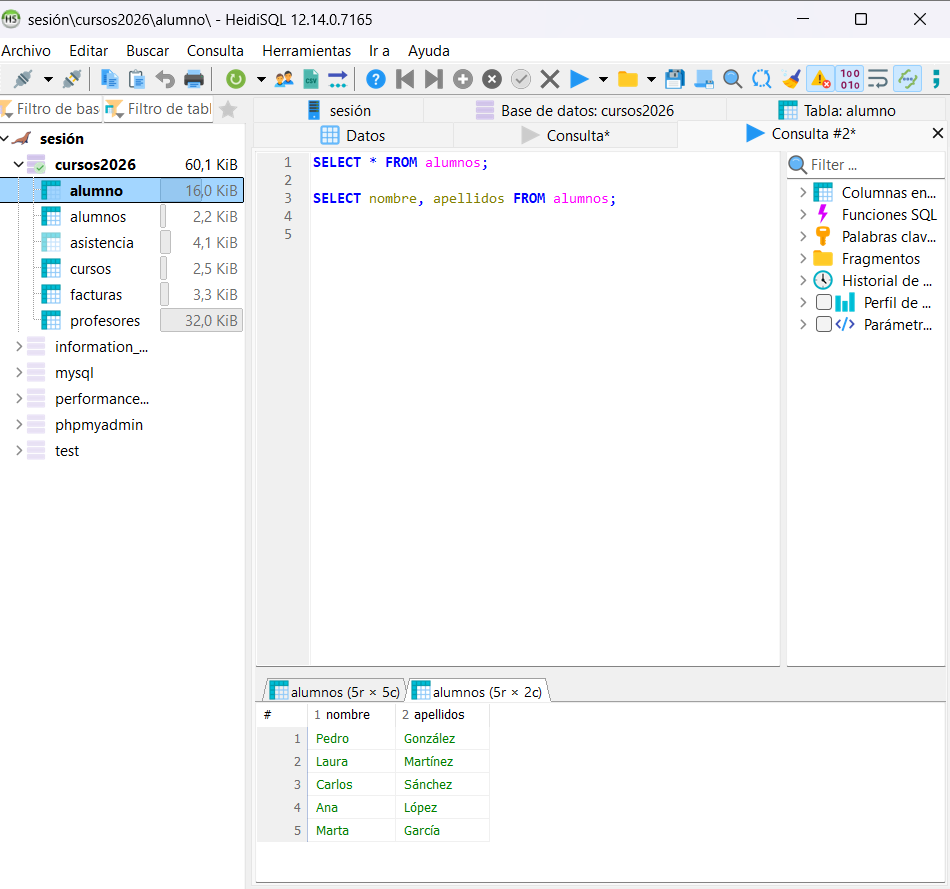 HS sesión\cursos2026\alumno\ - HeidiSQL 12.14.0.7165
Archivo Editar Buscar Consulta Herramientas Ir a Ayuda
Filtro de bas Filtro de tabl
sesión
cursos2026 60,1 KiB
alumno 16,0 KiB
alumnos 2,2 KiB
asistencia 4,1 KiB
cursos 2,5 KiB
facturas 3,3 KiB
profesores 32,0 KiB
information_...
mysql
performance...
phpmyadmin
test
sesión Base de datos: cursos2026 Tabla: alumno
Datos Consulta* Consulta #2*
1 SELECT * FROM alumnos;
2
3 SELECT nombre, apellidos FROM alumnos;
4
5
Filter ...
Columnas en...
Funciones SQL
Palabras clav...
Fragmentos
Historial de ...
Perfil de ...
Parámetr...
alumnos (5r × 5c) alumnos (5r × 2c)
# 1 nombre 2 apellidos
1 Pedro González
2 Laura Martínez
3 Carlos Sánchez
4 Ana López
5 Marta García